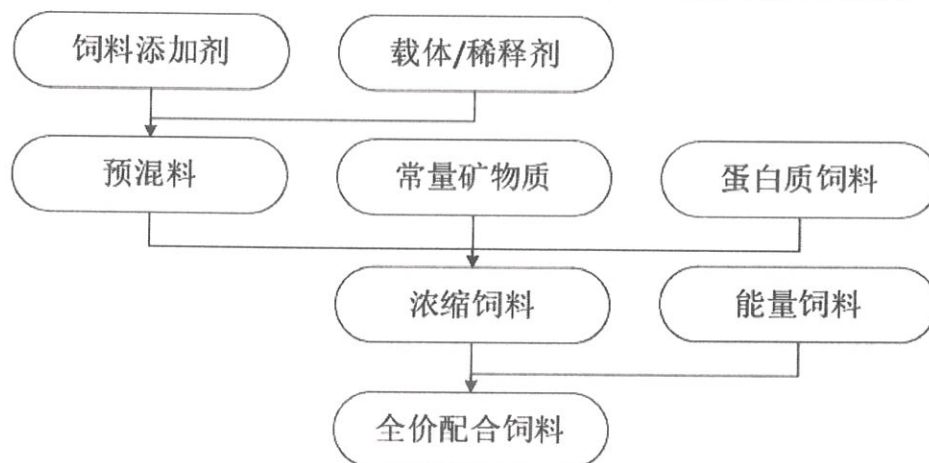 饲料添加剂
载体/稀释剂
预混料
常量矿物质
蛋白质饲料
浓缩饲料
能量饲料
全价配合饲料